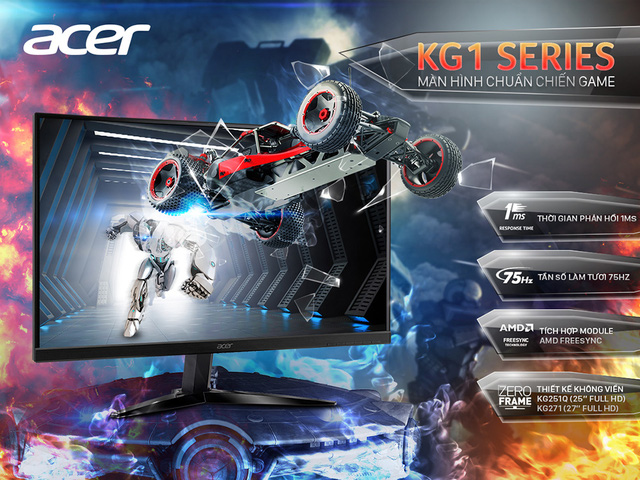 acer
KG1 SERIES
MÀN HÌNH CHUẨN CHIẾN GAME
1ms
RESPONSE TIME
THỜI GIAN PHẢN HỒI 1MS
75Hz
TẦN SỐ LÀM TƯƠI 75HZ
AMD
FREESYNC
TECHNOLOGY
TÍCH HỢP MODULE
AMD FREESYNC
ZERO
FRAME
THIẾT KẾ KHÔNG VIỀN
KG251Q (25" FULL HD)
KG271 (27" FULL HD)
acer